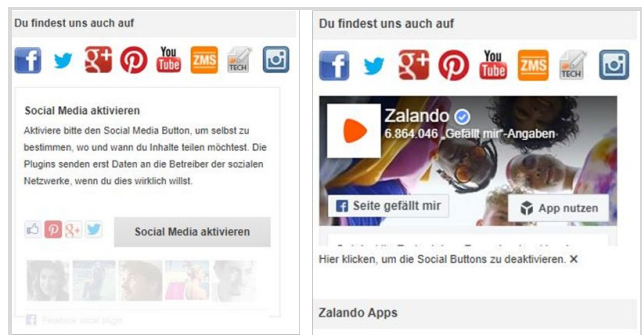 Du findest uns auch auf
You
Tube
ZMS
TECH
Social Media aktivieren
Aktiviere bitte den Social Media Button, um selbst zu
bestimmen, wo und wann du Inhalte teilen möchtest. Die
Plugins senden erst Daten an die Betreiber der sozialen
Netzwerke, wenn du dies wirklich willst.
Social Media aktivieren
Facebook social plugin
Du findest uns auch auf
You
Tube
ZMS
TECH
Zalando
6.864.046 „Gefällt mir“-Angaben
Seite gefällt mir
App nutzen
Hier klicken, um die Social Buttons zu deaktivieren. X
Zalando Apps